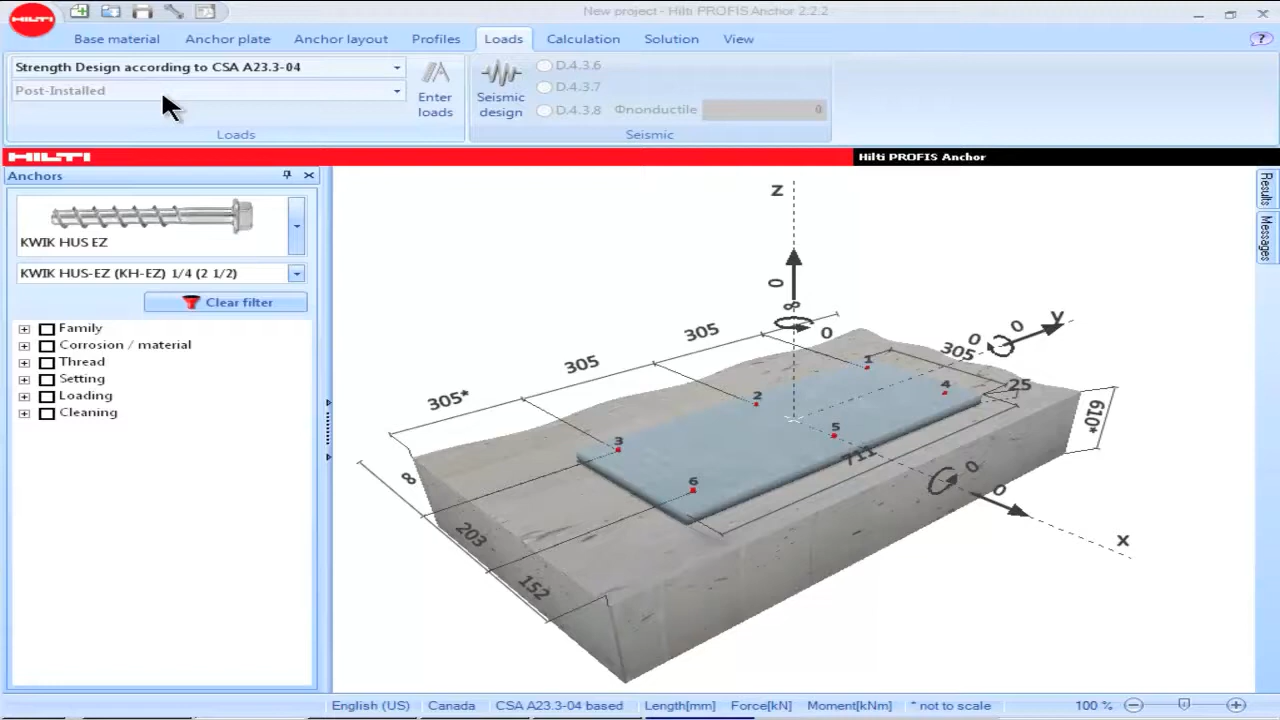 New project - Hilti PROFIS Anchor 2.2.2
HILTI
Base material Anchor plate Anchor layout Profiles Loads Calculation Solution View
?
Strength Design according to CSA A23.3-04
Post-Installed
Loads
Enter loads
Seismic design
D.4.3.6
D.4.3.7
D.4.3.8 Φnonductile 0
Seismic
HILTI
Hilti PROFIS Anchor
Anchors
KWIK HUS EZ
KWIK HUS-EZ (KH-EZ) 1/4 (2 1/2)
Clear filter
Family
Corrosion / material
Thread
Setting
Loading
Cleaning
Results
Messages
z
0
∞
0
y
0
0
305
305
305
305*
25
610*
1
2
3
4
5
6
711
0
0
x
∞
203
152
English (US) Canada CSA A23.3-04 based Length[mm] Force[kN] Moment[kNm] * not to scale 100 %